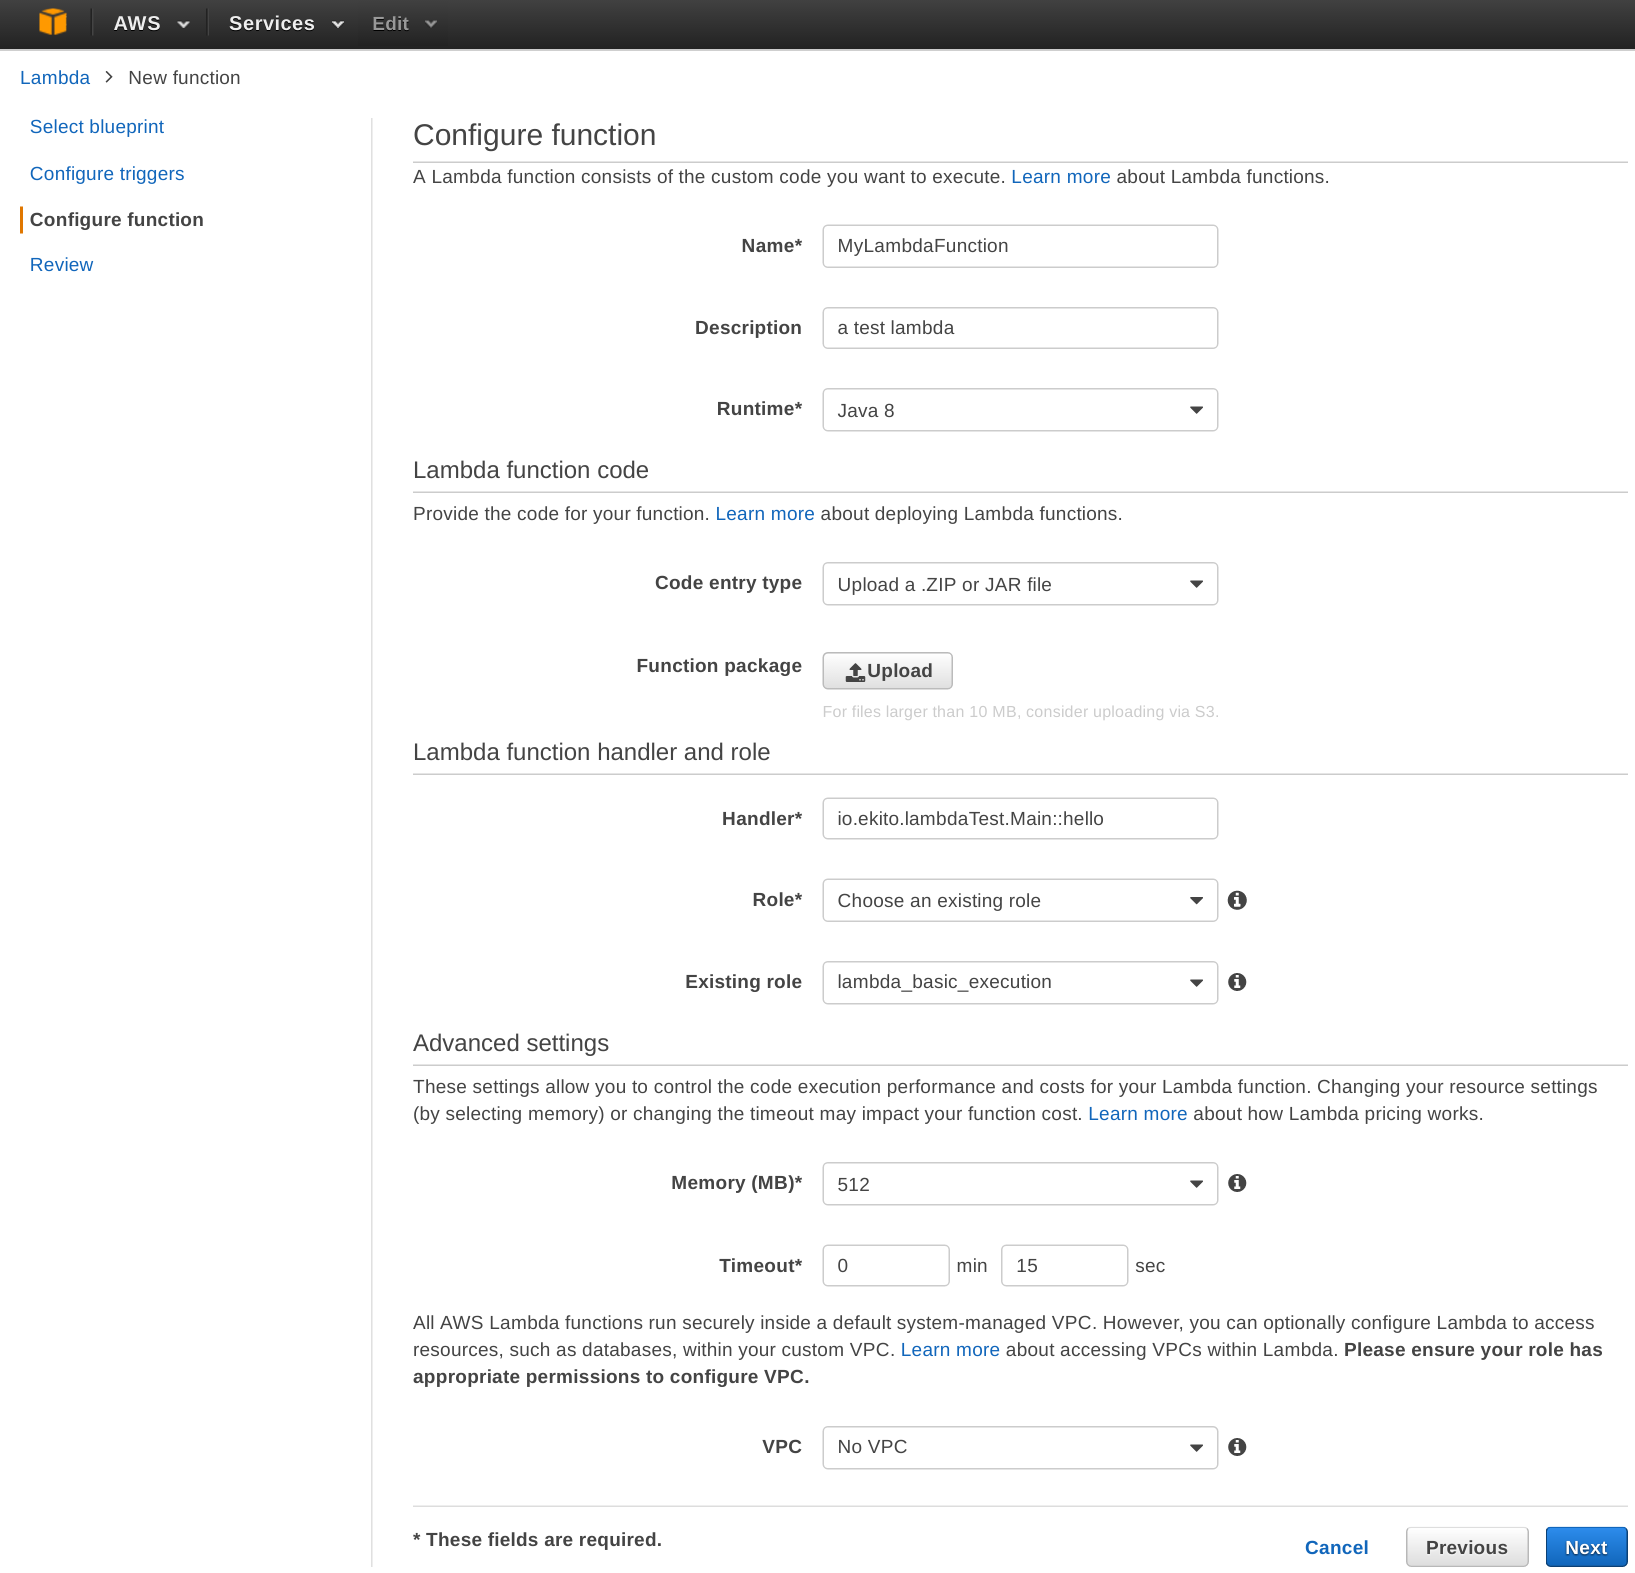 AWS Services Edit
Lambda > New function
Select blueprint
Configure triggers
Configure function
Review
Configure function
A Lambda function consists of the custom code you want to execute. Learn more about Lambda functions.
Name* MyLambdaFunction
Description a test lambda
Runtime* Java 8
Lambda function code
Provide the code for your function. Learn more about deploying Lambda functions.
Code entry type Upload a .ZIP or JAR file
Function package Upload
For files larger than 10 MB, consider uploading via S3.
Lambda function handler and role
Handler* io.ekito.lambdaTest.Main::hello
Role* Choose an existing role
Existing role lambda_basic_execution
Advanced settings
These settings allow you to control the code execution performance and costs for your Lambda function. Changing your resource settings
(by selecting memory) or changing the timeout may impact your function cost. Learn more about how Lambda pricing works.
Memory (MB)* 512
Timeout* 0 min 15 sec
All AWS Lambda functions run securely inside a default system-managed VPC. However, you can optionally configure Lambda to access
resources, such as databases, within your custom VPC. Learn more about accessing VPCs within Lambda. Please ensure your role has
appropriate permissions to configure VPC.
VPC No VPC
* These fields are required.
Cancel Previous Next